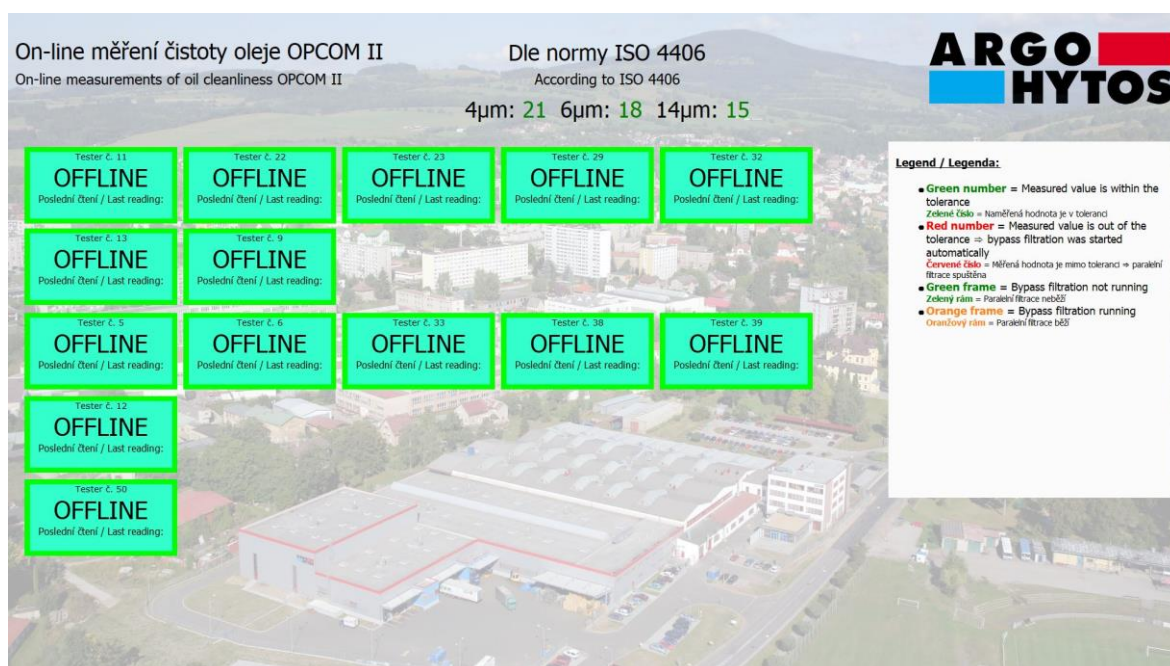 On-line měření čistoty oleje OPCOM II
On-line measurements of oil cleanliness OPCOM II
Dle normy ISO 4406
According to ISO 4406
4µm: 21 6µm: 18 14µm: 15
ARGO
HYTOS
Tester č. 11
OFFLINE
Poslední čtení / Last reading:
Tester č. 22
OFFLINE
Poslední čtení / Last reading:
Tester č. 23
OFFLINE
Poslední čtení / Last reading:
Tester č. 29
OFFLINE
Poslední čtení / Last reading:
Tester č. 32
OFFLINE
Poslední čtení / Last reading:
Tester č. 13
OFFLINE
Poslední čtení / Last reading:
Tester č. 9
OFFLINE
Poslední čtení / Last reading:
Tester č. 5
OFFLINE
Poslední čtení / Last reading:
Tester č. 6
OFFLINE
Poslední čtení / Last reading:
Tester č. 33
OFFLINE
Poslední čtení / Last reading:
Tester č. 38
OFFLINE
Poslední čtení / Last reading:
Tester č. 39
OFFLINE
Poslední čtení / Last reading:
Tester č. 12
OFFLINE
Poslední čtení / Last reading:
Tester č. 50
OFFLINE
Poslední čtení / Last reading:
Legend / Legenda:
Green number = Measured value is within the
tolerance
Zelené číslo = Naměřená hodnota je v toleranci
Red number = Measured value is out of the
tolerance ⇒ bypass filtration was started
automatically
Červené číslo = Měřená hodnota je mimo toleranci ⇒ paralelní
filtrace spuštěna
Green frame = Bypass filtration not running
Zelený rám = Paralelní filtrace neběží
Orange frame = Bypass filtration running
Oranžový rám = Paralelní filtrace běží